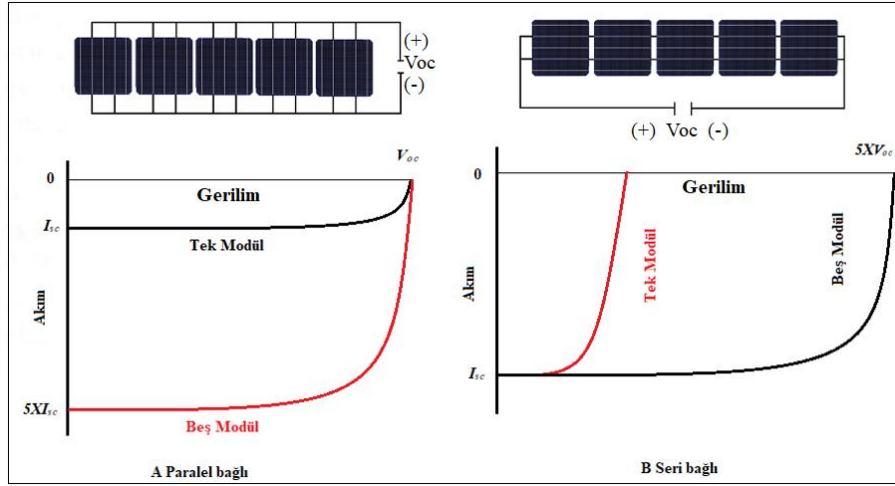 (+)
Voc
(-)
Voc
0
Gerilim
Isc
Tek Modül
Akım
5XIsc
Beş Modül
A Paralel bağlı
(+) Voc (-)
5XVoc
0
Gerilim
Tek Modül
Beş Modül
Akım
Isc
B Seri bağlı